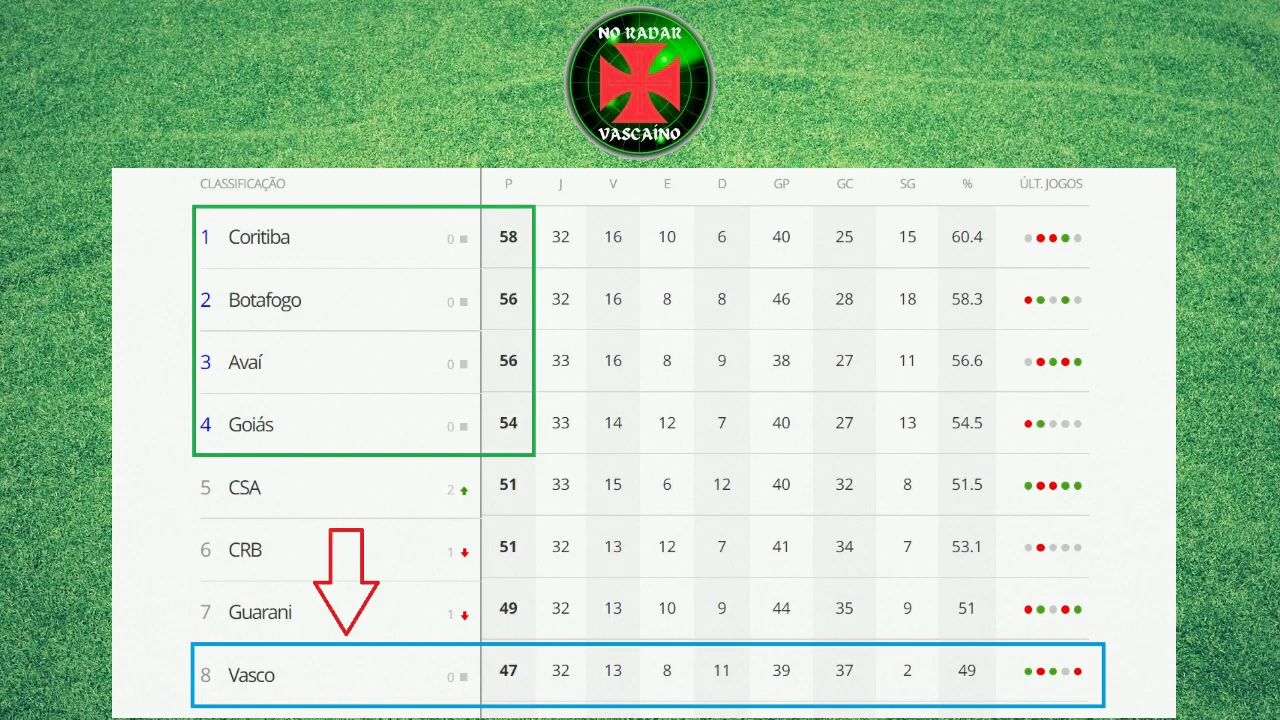 NO RADAR
VASCAÍNO
CLASSIFICAÇÃO P J V E D GP GC SG % ÚLT. JOGOS
1 Coritiba 0 58 32 16 10 6 40 25 15 60.4
2 Botafogo 0 56 32 16 8 8 46 28 18 58.3
3 Avaí 0 56 33 16 8 9 38 27 11 56.6
4 Goiás 0 54 33 14 12 7 40 27 13 54.5
5 CSA 2 51 33 15 6 12 40 32 8 51.5
6 CRB 1 51 32 13 12 7 41 34 7 53.1
7 Guarani 1 49 32 13 10 9 44 35 9 51
8 Vasco 0 47 32 13 8 11 39 37 2 49